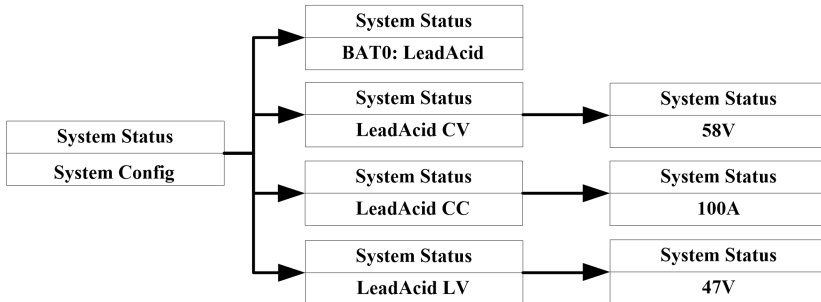 System Status
BAT0: LeadAcid
System Status
LeadAcid CV
System Status
58V
System Status
System Config
System Status
LeadAcid CC
System Status
100A
System Status
LeadAcid LV
System Status
47V